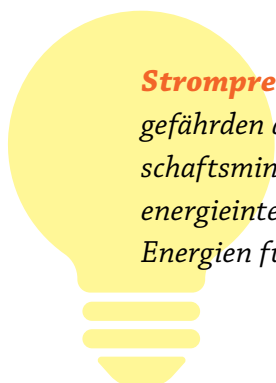 Strompre
gefährden
schaftsmin
energieinte
Energien fü